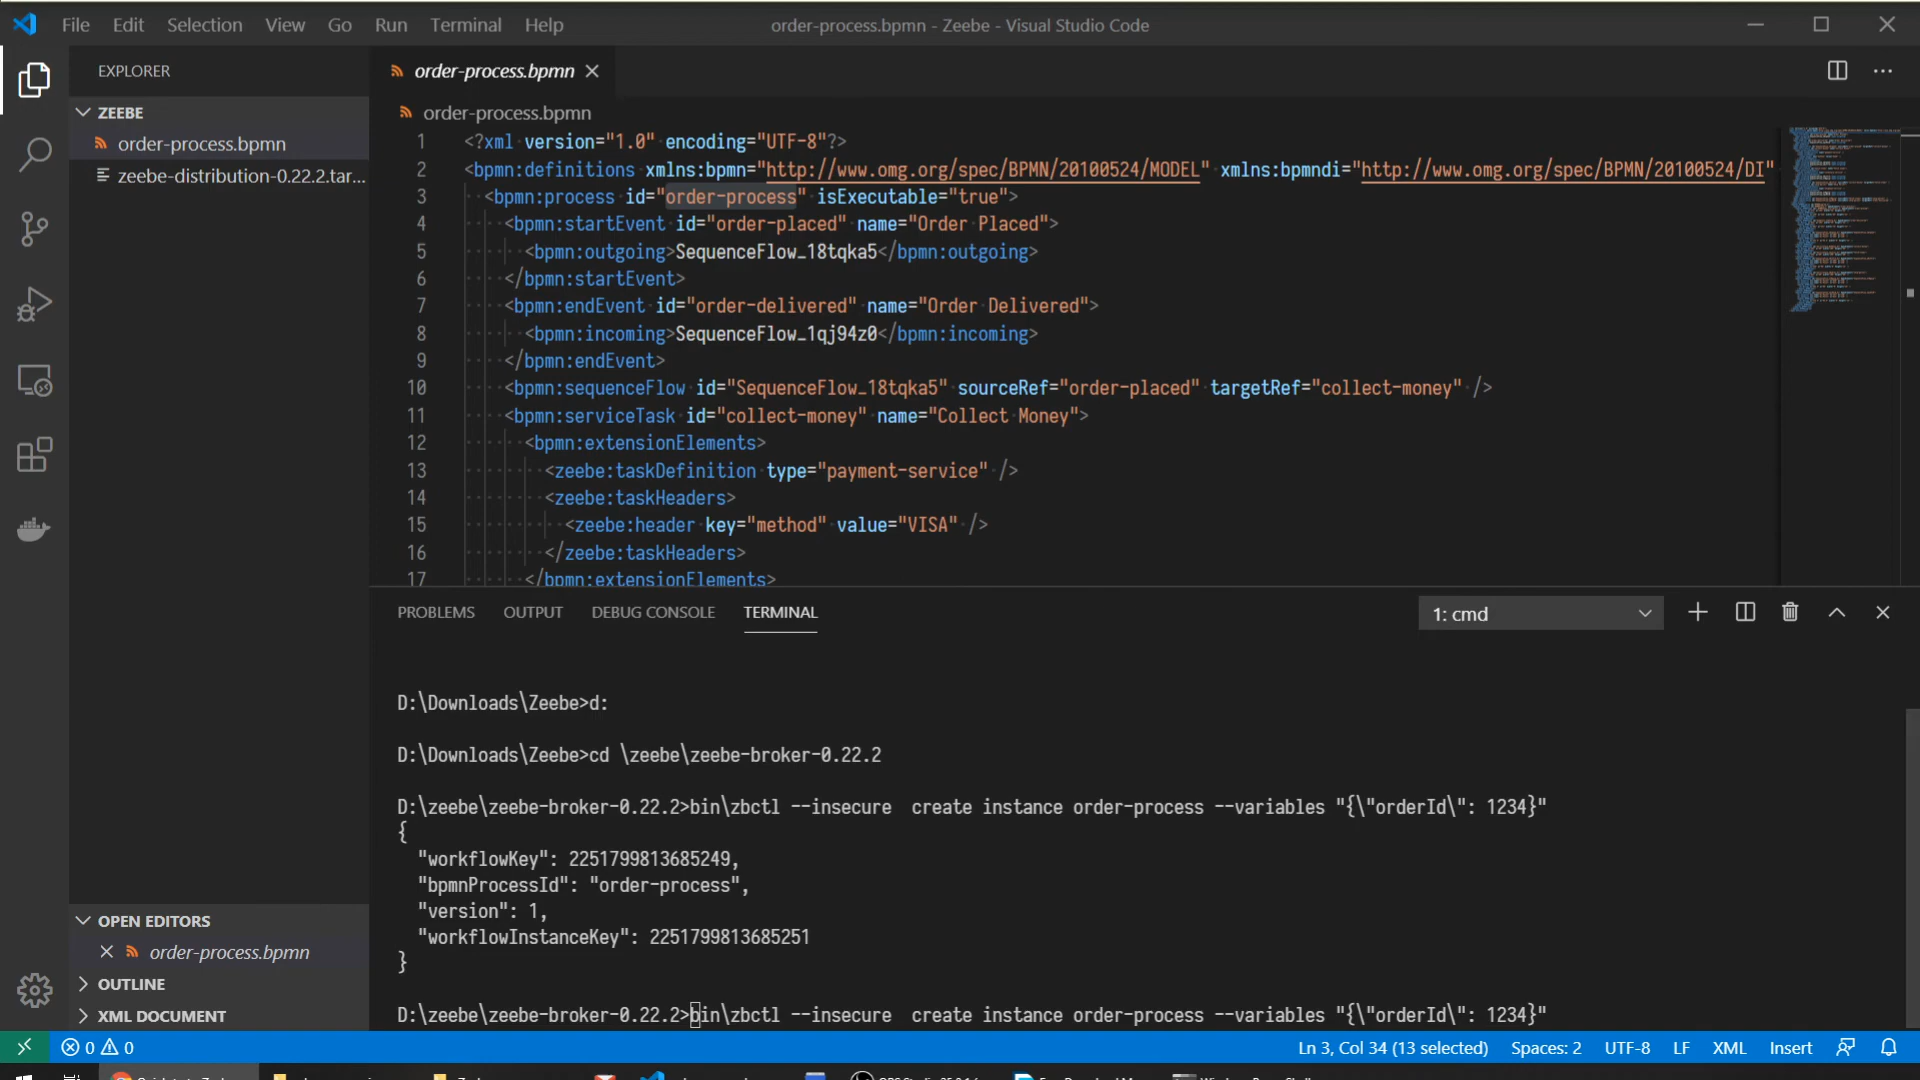 File Edit Selection View Go Run Terminal Help order-process.bpmn - Zeebe - Visual Studio Code
EXPLORER
ZEEBE
order-process.bpmn
zeebe-distribution-0.22.2.tar...
order-process.bpmn
order-process.bpmn
1 <?xml version="1.0" encoding="UTF-8"?>
2 <bpmn:definitions xmlns:bpmn="http://www.omg.org/spec/BPMN/20100524/MODEL" xmlns:bpmndi="http://www.omg.org/spec/BPMN/20100524/DI"
3 <bpmn:process id="order-process" isExecutable="true">
4 <bpmn:startEvent id="order-placed" name="Order Placed">
5 <bpmn:outgoing>SequenceFlow_18tqka5</bpmn:outgoing>
6 </bpmn:startEvent>
7 <bpmn:endEvent id="order-delivered" name="Order Delivered">
8 <bpmn:incoming>SequenceFlow_1qj94z0</bpmn:incoming>
9 </bpmn:endEvent>
10 <bpmn:sequenceFlow id="SequenceFlow_18tqka5" sourceRef="order-placed" targetRef="collect-money" />
11 <bpmn:serviceTask id="collect-money" name="Collect Money">
12 <bpmn:extensionElements>
13 <zeebe:taskDefinition type="payment-service" />
14 <zeebe:taskHeaders>
15 <zeebe:header key="method" value="VISA" />
16 </zeebe:taskHeaders>
17 </bpmn:extensionElements>
PROBLEMS OUTPUT DEBUG CONSOLE TERMINAL 1: cmd
D:\Downloads\Zeebe>d:
D:\Downloads\Zeebe>cd \zeebe\zeebe-broker-0.22.2
D:\zeebe\zeebe-broker-0.22.2>bin\zbctl --insecure  create instance order-process --variables "{\"orderId\": 1234}"
{
"workflowKey": 2251799813685249,
"bpmnProcessId": "order-process",
"version": 1,
"workflowInstanceKey": 2251799813685251
}
D:\zeebe\zeebe-broker-0.22.2>bin\zbctl --insecure  create instance order-process --variables "{\"orderId\": 1234}"
OPEN EDITORS
order-process.bpmn
OUTLINE
XML DOCUMENT
0 0 Ln 3, Col 34 (13 selected) Spaces: 2 UTF-8 LF XML Insert